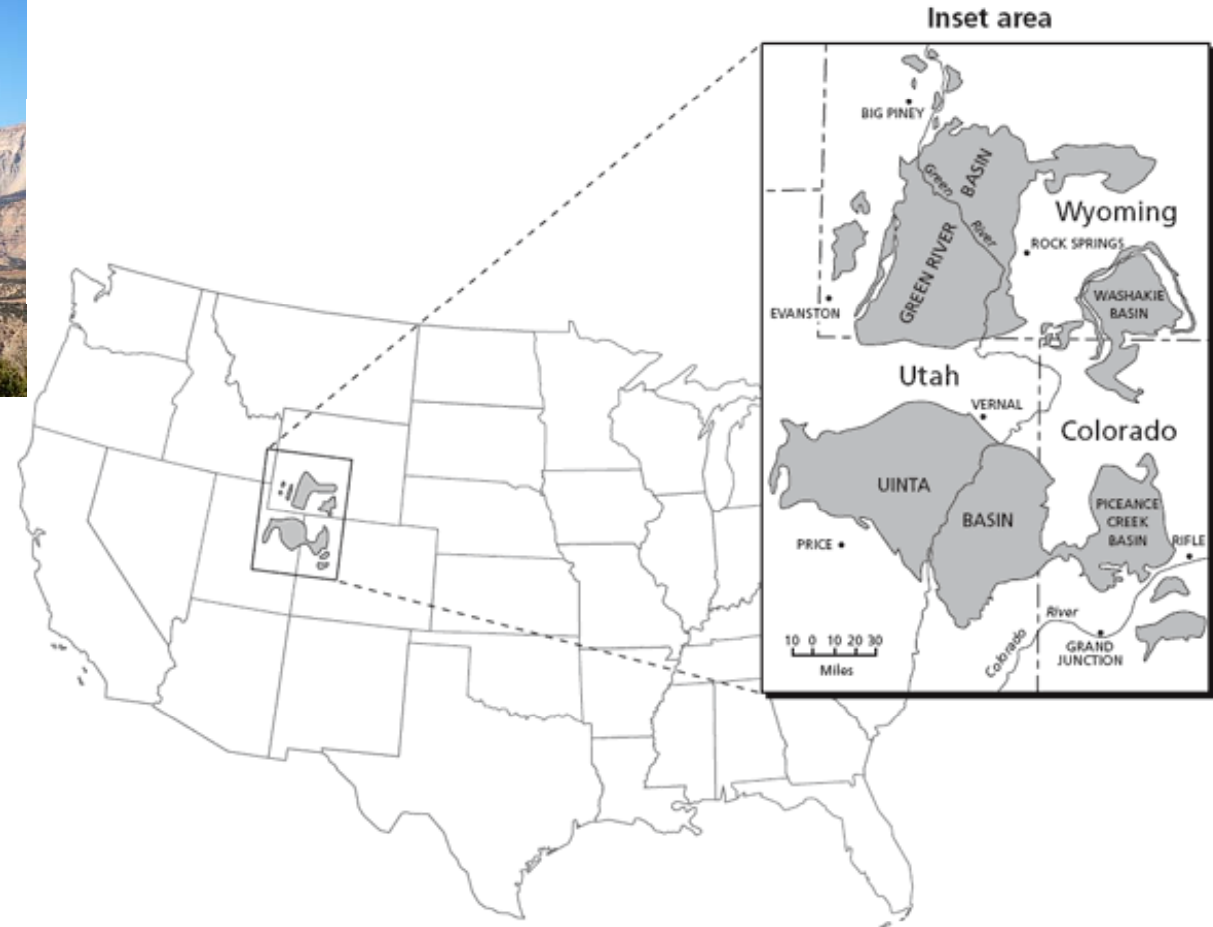 Inset area
BIG PINEY
Green
BASIN
River
GREEN RIVER
Wyoming
ROCK SPRINGS
EVANSTON
WASHAKIE
BASIN
Utah
VERNAL
Colorado
UINTA
BASIN
PICEANCE
CREEK
BASIN
PRICE
RIFLE
Colorado
River
GRAND
JUNCTION
10 0 10 20 30
Miles